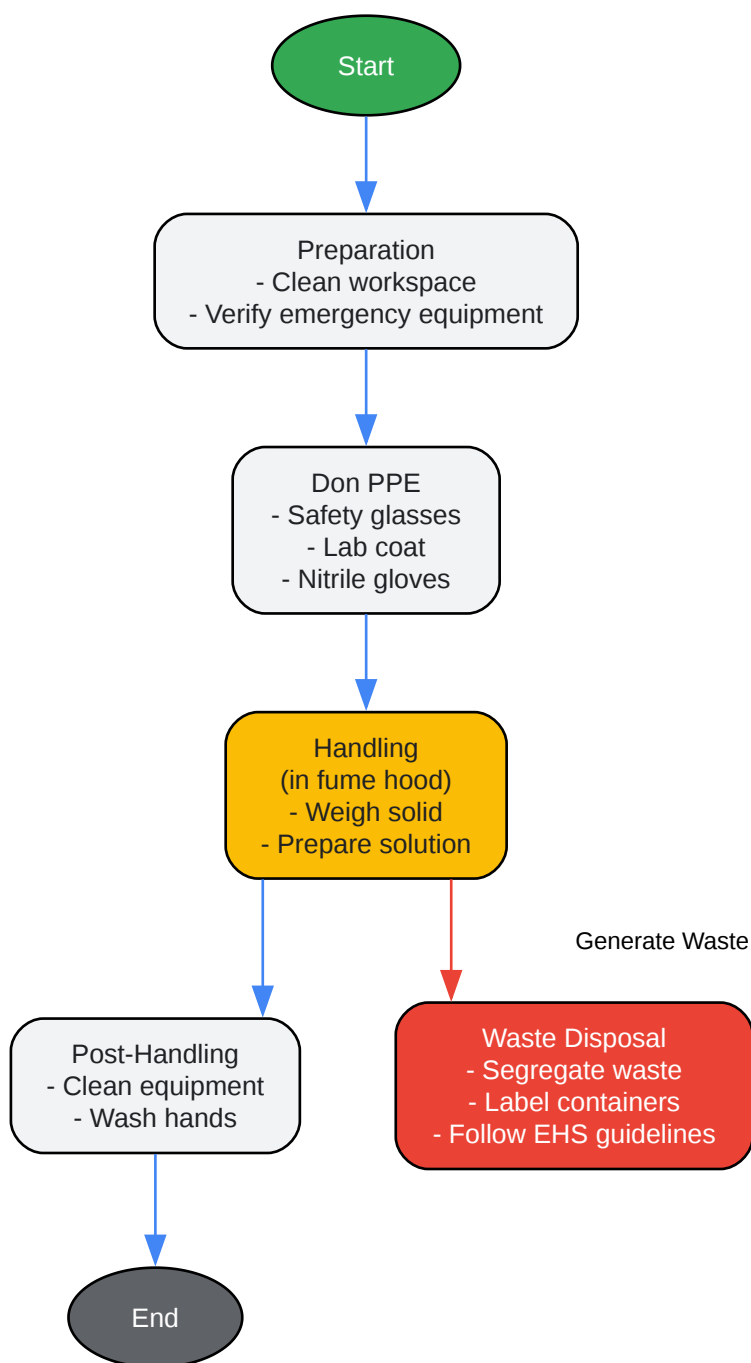 Start
Preparation
- Clean workspace
- Verify emergency equipment
Don PPE
- Safety glasses
- Lab coat
- Nitrile gloves
Handling
(in fume hood)
- Weigh solid
- Prepare solution
Generate Waste
Post-Handling
- Clean equipment
- Wash hands
Waste Disposal
- Segregate waste
- Label containers
- Follow EHS guidelines
End